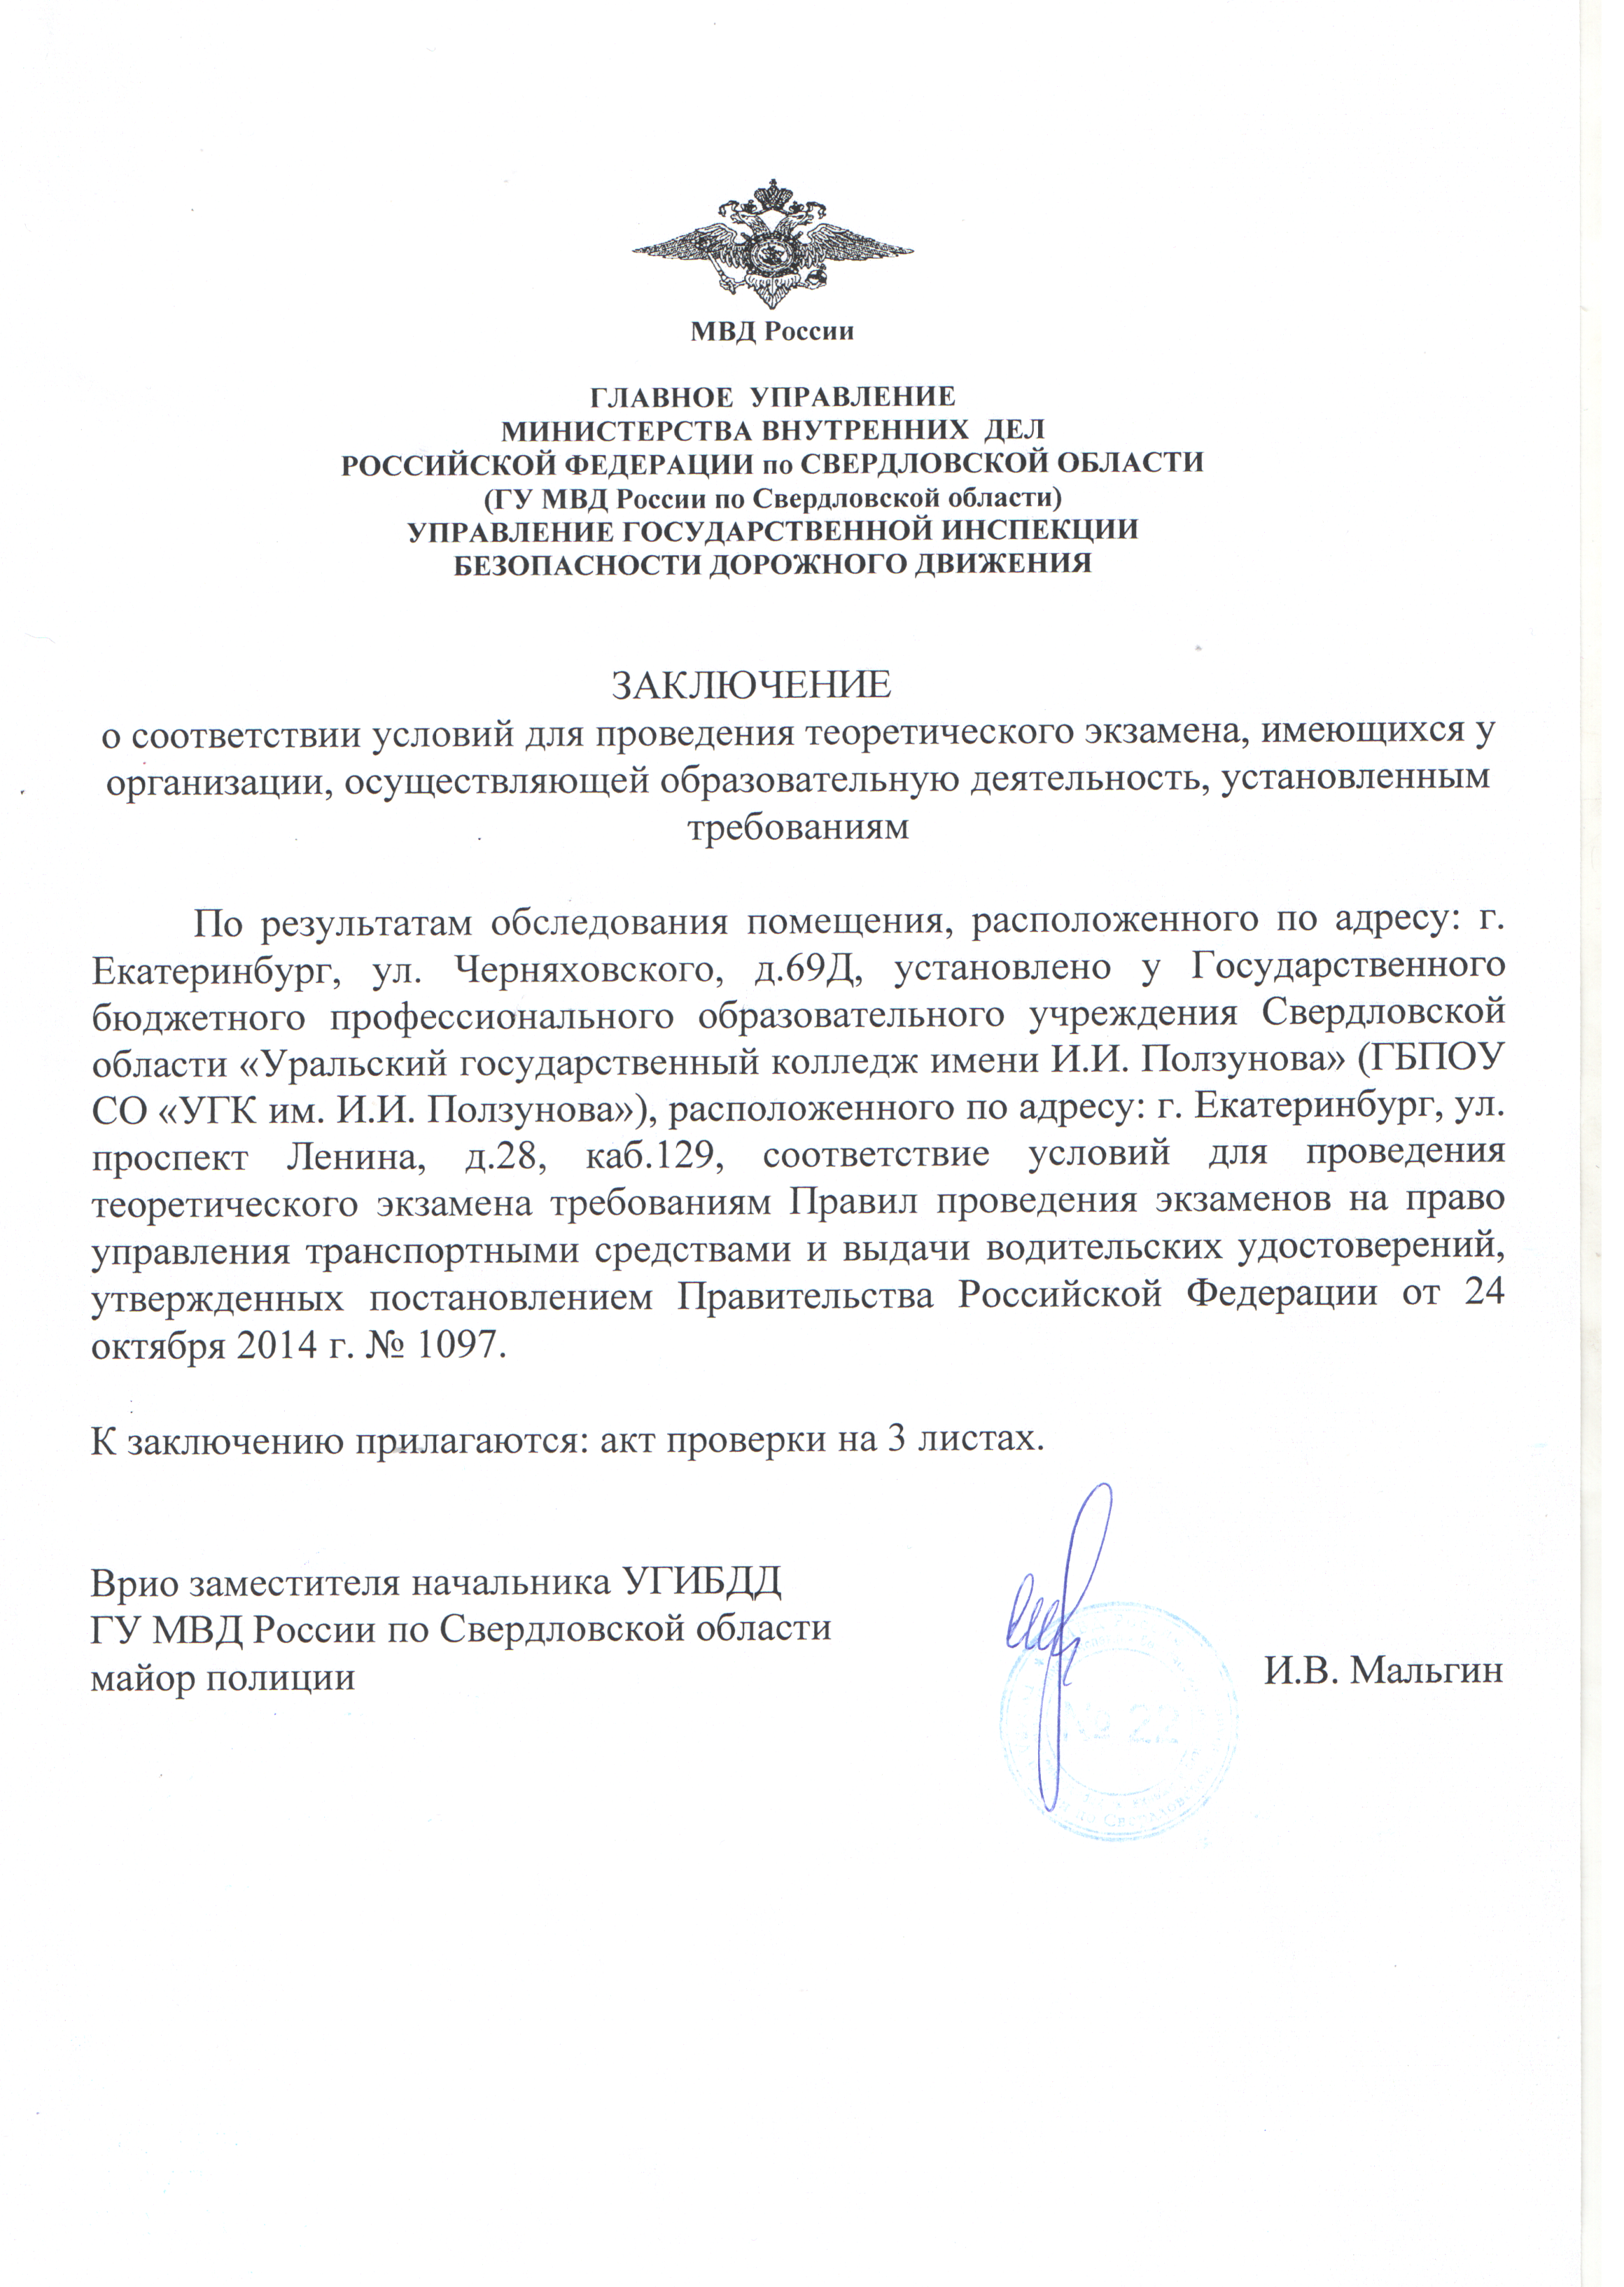 МВД России
ГЛАВНОЕ УПРАВЛЕНИЕ
МИНИСТЕРСТВА ВНУТРЕННИХ ДЕЛ
РОССИЙСКОЙ ФЕДЕРАЦИИ по СВЕРДЛОВСКОЙ ОБЛАСТИ
(ГУ МВД России по Свердловской области)
УПРАВЛЕНИЕ ГОСУДАРСТВЕННОЙ ИНСПЕКЦИИ
БЕЗОПАСНОСТИ ДОРОЖНОГО ДВИЖЕНИЯ
ЗАКЛЮЧЕНИЕ
о соответствии условий для проведения теоретического экзамена, имеющихся у
организации, осуществляющей образовательную деятельность, установленным
требованиям
По результатам обследования помещения, расположенного по адресу: г.
Екатеринбург, ул. Черняховского, д.69Д, установлено у Государственного
бюджетного профессионального образовательного учреждения Свердловской
области «Уральский государственный колледж имени И.И. Ползунова» (ГБПОУ
СО «УГК им. И.И. Ползунова»), расположенного по адресу: г. Екатеринбург, ул.
проспект Ленина, д.28, каб.129, соответствие условий для проведения
теоретического экзамена требованиям Правил проведения экзаменов на право
управления транспортными средствами и выдачи водительских удостоверений,
утвержденных постановлением Правительства Российской Федерации от 24
октября 2014 г. № 1097.
К заключению прилагаются: акт проверки на 3 листах.
Врио заместителя начальника УГИБДД
ГУ МВД России по Свердловской области
майор полиции
И.В. Мальгин
№ 22